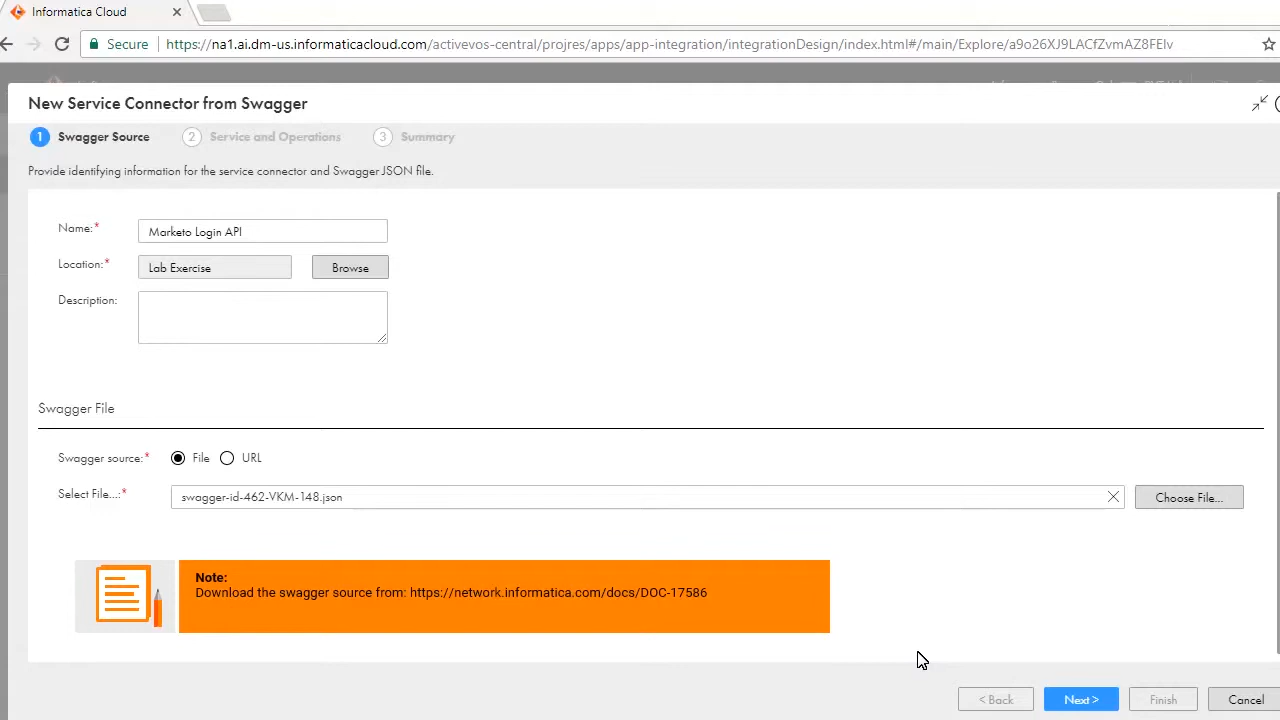 Informatica Cloud
Secure https://na1.ai.dm-us.informaticacloud.com/activevos-central/projres/apps/app-integration/integrationDesign/index.html#/main/Explore/a9o26XJ9LACfZvmAZ8FElv
New Service Connector from Swagger
1 Swagger Source 2 Service and Operations 3 Summary
Provide identifying information for the service connector and Swagger JSON file.
Name:* Marketo Login API
Location:* Lab Exercise Browse
Description:
Swagger File
Swagger source:* File URL
Select File...:* swagger-id-462-VKM-148.json Choose File...
Note:
Download the swagger source from: https://network.informatica.com/docs/DOC-17586
< Back Next > Finish Cancel